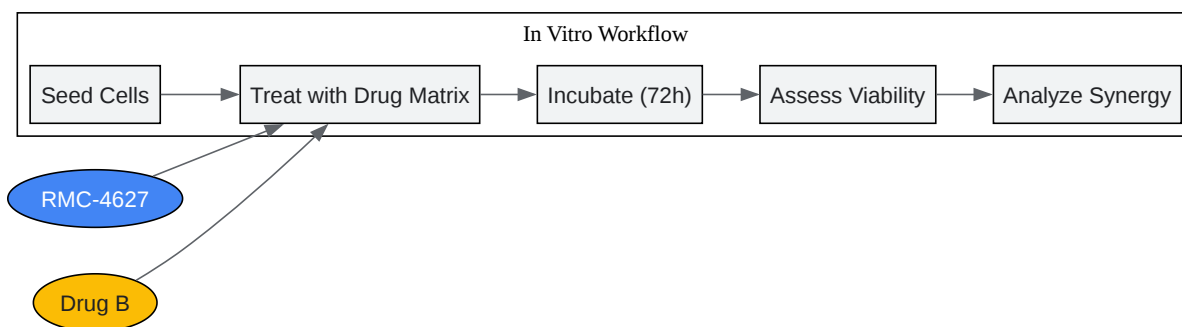 In Vitro Workflow
Seed Cells
Treat with Drug Matrix
Incubate (72h)
Assess Viability
Analyze Synergy
RMC-4627
Drug B